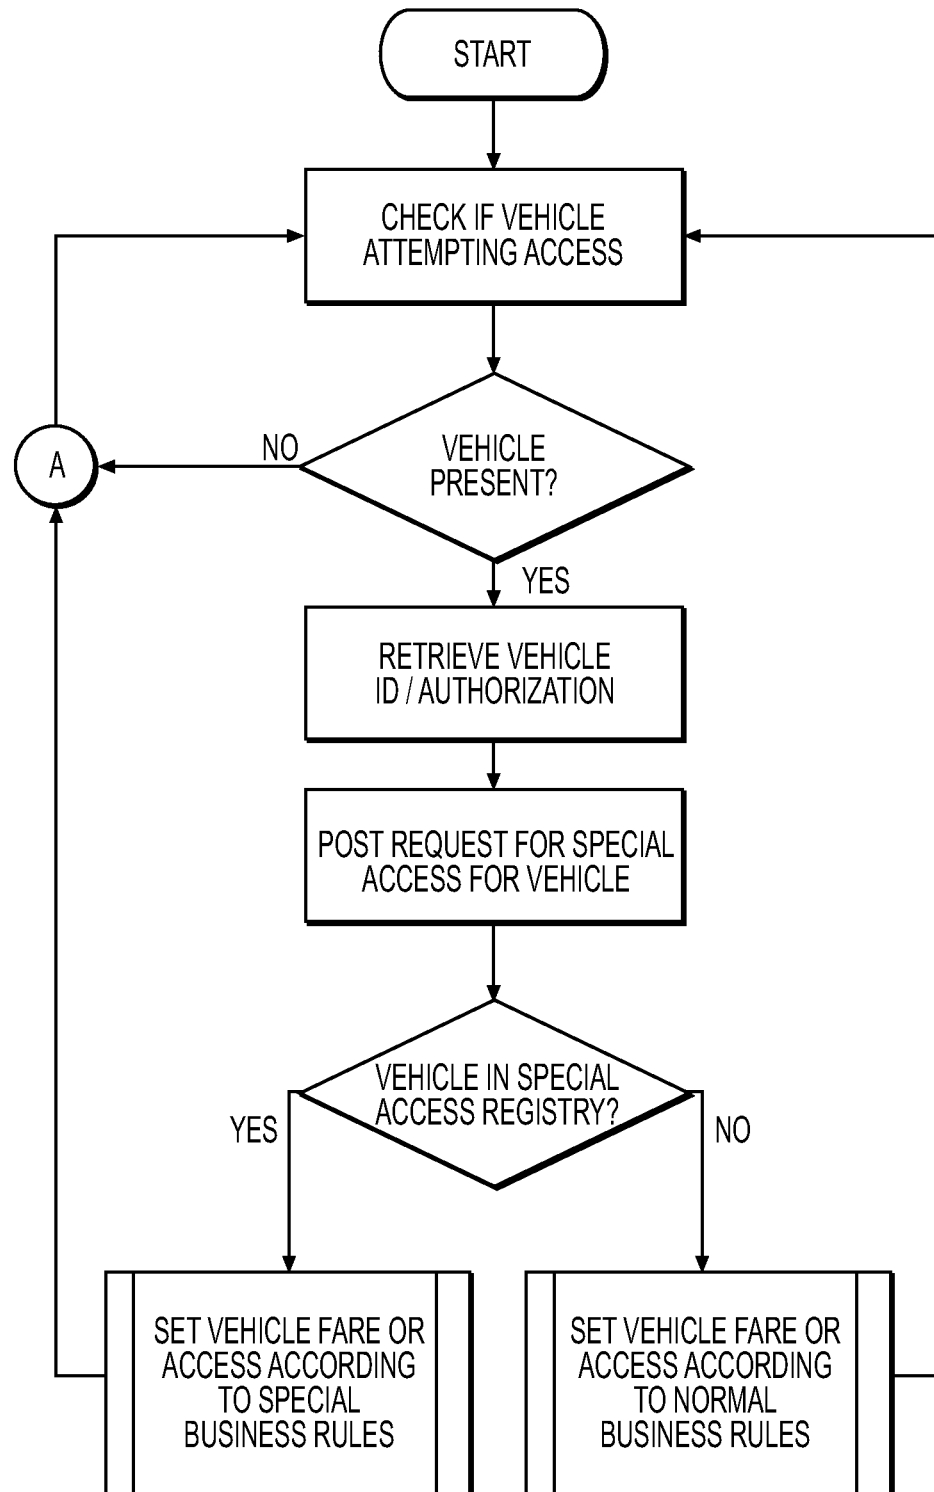 START
CHECK IF VEHICLE
ATTEMPTING ACCESS
VEHICLE
PRESENT?
NO
A
YES
RETRIEVE VEHICLE
ID / AUTHORIZATION
POST REQUEST FOR SPECIAL
ACCESS FOR VEHICLE
VEHICLE IN SPECIAL
ACCESS REGISTRY?
YES
NO
SET VEHICLE FARE OR
ACCESS ACCORDING
TO SPECIAL
BUSINESS RULES
SET VEHICLE FARE OR
ACCESS ACCORDING
TO NORMAL
BUSINESS RULES